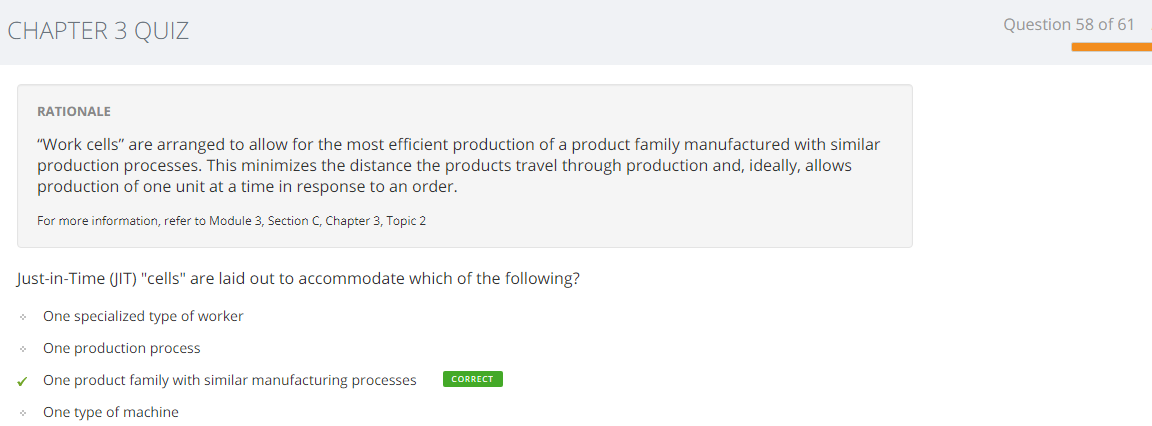 CHAPTER 3 QUIZ
Question 58 of 61
RATIONALE
“Work cells” are arranged to allow for the most efficient production of a product family manufactured with similar
production processes. This minimizes the distance the products travel through production and, ideally, allows
production of one unit at a time in response to an order.
For more information, refer to Module 3, Section C, Chapter 3, Topic 2
Just-in-Time (JIT) "cells" are laid out to accommodate which of the following?
One specialized type of worker
One production process
One product family with similar manufacturing processes
CORRECT
One type of machine